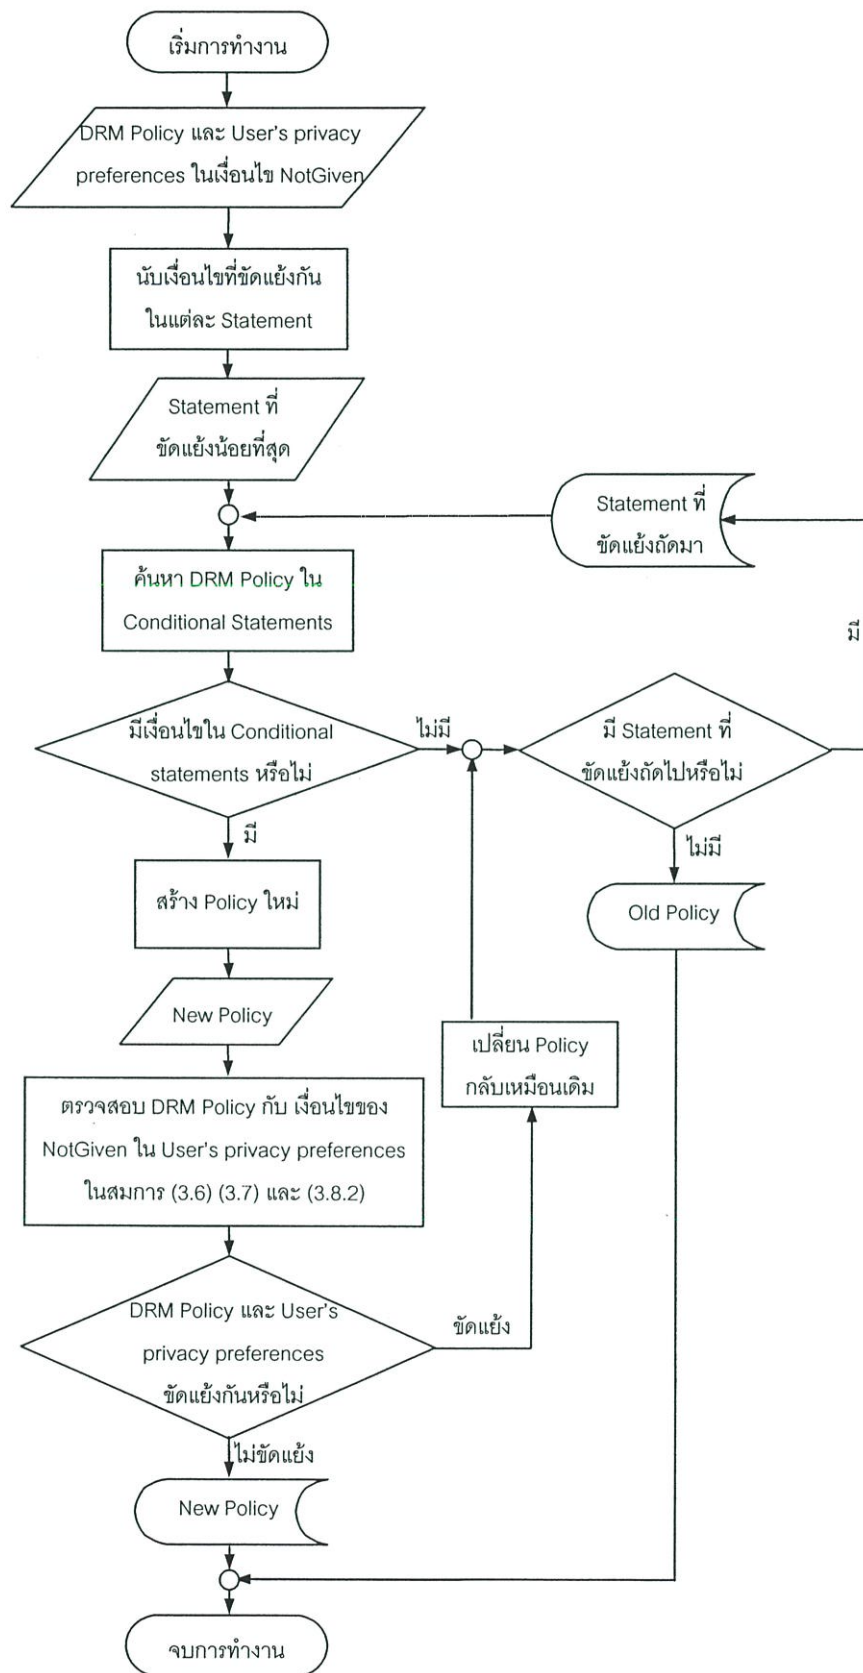 เริ่มการทำงาน
DRM Policy และ User's privacy
preferences ในเงื่อนไข NotGiven
นับเงื่อนไขที่ขัดแย้งกัน
ในแต่ละ Statement
Statement ที่
ขัดแย้งน้อยที่สุด
Statement ที่
ขัดแย้งถัดมา
ค้นหา DRM Policy ใน
Conditional Statements
มี
มีเงื่อนไขใน Conditional
statements หรือไม่
ไม่มี
มี Statement ที่
ขัดแย้งถัดไปหรือไม่
มี
ไม่มี
สร้าง Policy ใหม่
Old Policy
New Policy
เปลี่ยน Policy
กลับเหมือนเดิม
ตรวจสอบ DRM Policy กับ เงื่อนไขของ
NotGiven ใน User's privacy preferences
ในสมการ (3.6) (3.7) และ (3.8.2)
DRM Policy และ User's
privacy preferences
ขัดแย้งกันหรือไม่
ขัดแย้ง
ไม่ขัดแย้ง
New Policy
จบการทำงาน